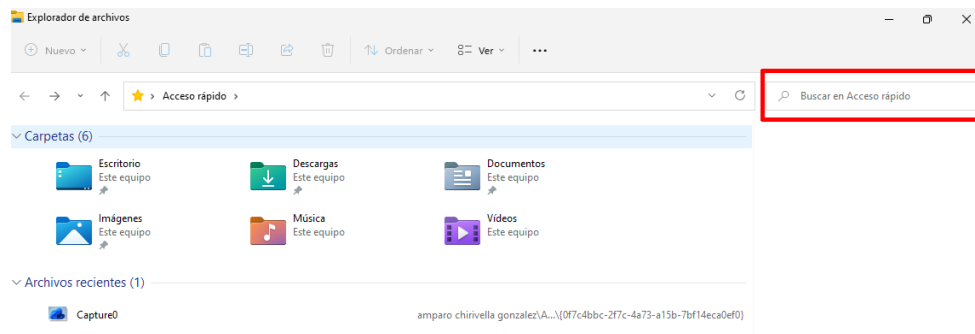 Explorador de archivos
Nuevo Ordenar Ver
Acceso rápido Buscar en Acceso rápido
Carpetas (6)
Escritorio Descargas Documentos
Este equipo Este equipo Este equipo
Imágenes Música Vídeos
Este equipo Este equipo Este equipo
Archivos recientes (1)
Capture0 amparo chirivella gonzalez\A...\{0f7c4bbc-2f7c-4a73-a15b-7bf14eca0ef0}